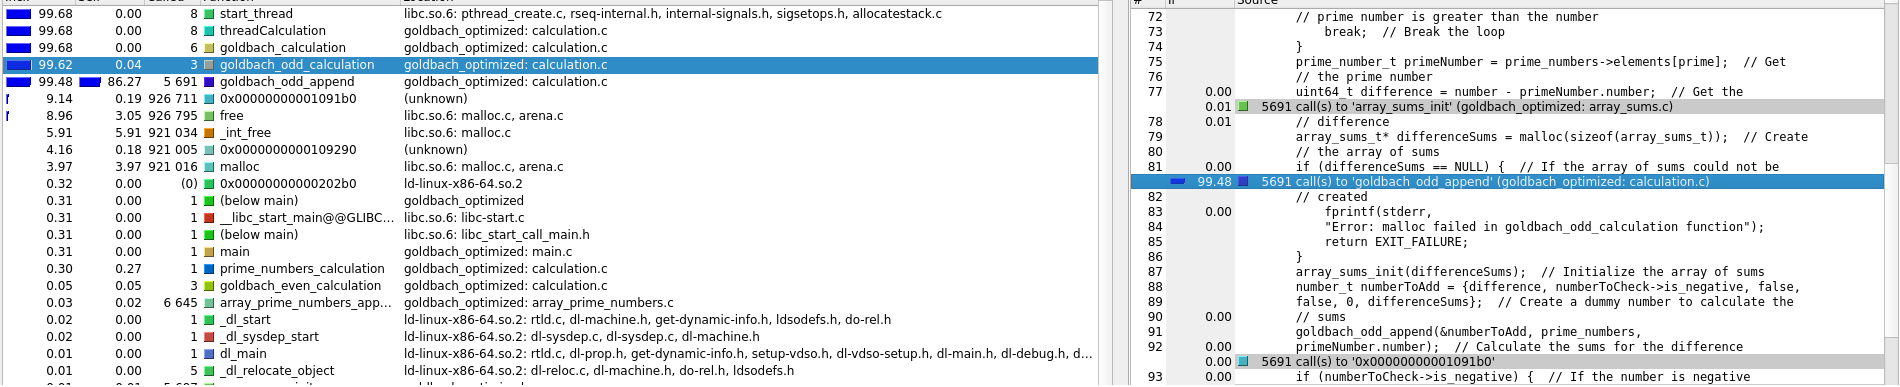 99.68 0.00 8 start_thread libc.so.6: pthread_create.c, rseq-internal.h, internal-signals.h, sigsetops.h, allocatestack.c
99.68 0.00 8 threadCalculation goldbach_optimized: calculation.c
99.68 0.00 6 goldbach_calculation goldbach_optimized: calculation.c
99.62 0.04 3 goldbach_odd_calculation goldbach_optimized: calculation.c
99.48 86.27 5 691 goldbach_odd_append goldbach_optimized: calculation.c
9.14 0.19 926 711 0x00000000001091b0 (unknown)
8.96 3.05 926 795 free libc.so.6: malloc.c, arena.c
5.91 5.91 921 034 _int_free libc.so.6: malloc.c
4.16 0.18 921 005 0x0000000000109290 (unknown)
3.97 3.97 921 016 malloc libc.so.6: malloc.c, arena.c
0.32 0.00 (0) 0x00000000000202b0 ld-linux-x86-64.so.2
0.31 0.00 1 (below main) goldbach_optimized
0.31 0.00 1 __libc_start_main@@GLIBC... libc.so.6: libc-start.c
0.31 0.00 1 (below main) libc.so.6: libc_start_call_main.h
0.31 0.00 1 main goldbach_optimized: main.c
0.30 0.27 1 prime_numbers_calculation goldbach_optimized: calculation.c
0.05 0.05 3 goldbach_even_calculation goldbach_optimized: calculation.c
0.03 0.02 6 645 array_prime_numbers_app... goldbach_optimized: array_prime_numbers.c
0.02 0.00 1 _dl_start ld-linux-x86-64.so.2: rtld.c, dl-machine.h, get-dynamic-info.h, ldsodefs.h, do-rel.h
0.02 0.00 1 _dl_sysdep_start ld-linux-x86-64.so.2: dl-sysdep.c, dl-machine.h
0.01 0.00 1 dl_main ld-linux-x86-64.so.2: rtld.c, dl-prop.h, get-dynamic-info.h, setup-vdso.h, dl-vdso-setup.h, dl-main.h, dl-debug.h, d...
0.01 0.00 5 _dl_relocate_object ld-linux-x86-64.so.2: dl-reloc.c, dl-machine.h, do-rel.h, ldsodefs.h
72 // prime number is greater than the number
73 break; // Break the loop
74 }
75 prime_number_t primeNumber = prime_numbers->elements[prime]; // Get
76 // the prime number
77 0.00 uint64_t difference = number - primeNumber.number; // Get the
0.01 5691 call(s) to 'array_sums_init' (goldbach_optimized: array_sums.c)
78 0.01 // difference
79 array_sums_t* differenceSums = malloc(sizeof(array_sums_t)); // Create
80 // the array of sums
81 0.00 if (differenceSums == NULL) { // If the array of sums could not be
99.48 5691 call(s) to 'goldbach_odd_append' (goldbach_optimized: calculation.c)
82 // created
83 0.00 fprintf(stderr,
84 "Error: malloc failed in goldbach_odd_calculation function");
85 return EXIT_FAILURE;
86 }
87 array_sums_init(differenceSums); // Initialize the array of sums
88 number_t numberToAdd = {difference, numberToCheck->is_negative, false,
89 false, 0, differenceSums}; // Create a dummy number to calculate the
90 0.00 // sums
91 goldbach_odd_append(&numberToAdd, prime_numbers,
92 0.00 primeNumber.number); // Calculate the sums for the difference
0.00 5691 call(s) to '0x00000000001091b0'
93 0.00 if (numberToCheck->is_negative) { // If the number is negative